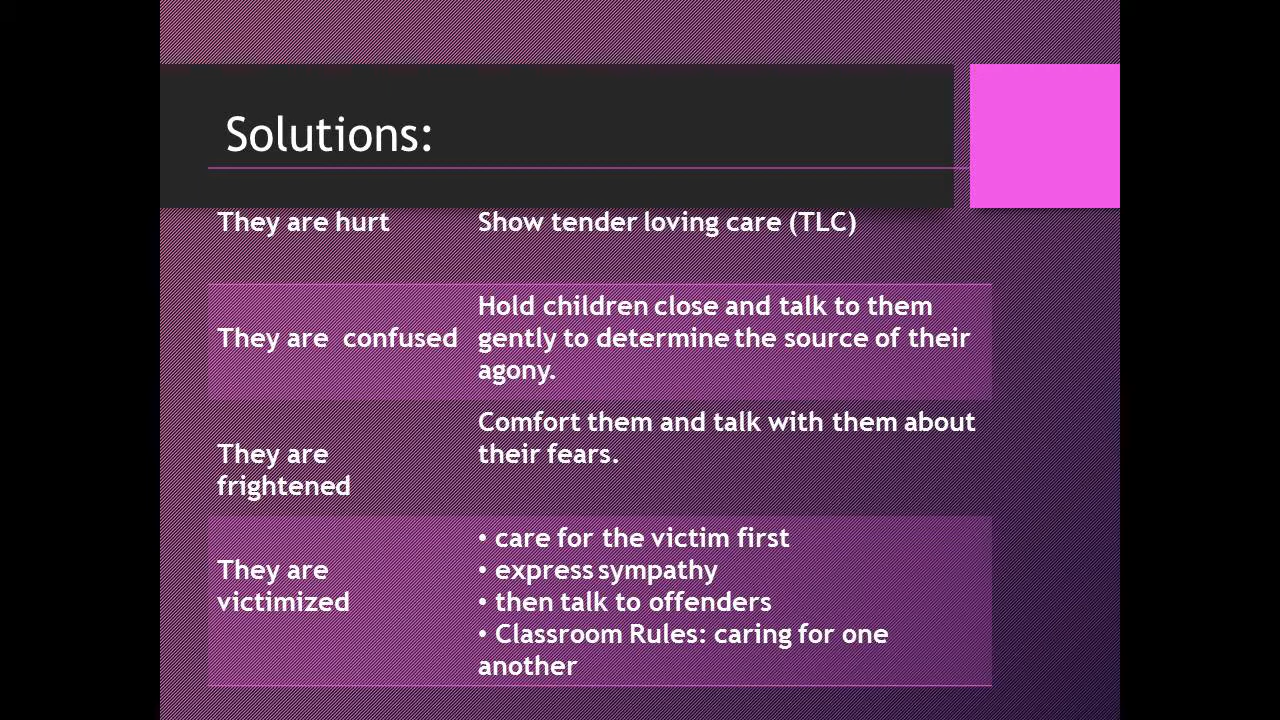 Solutions:
They are hurt
Show tender loving care (TLC)
They are confused
Hold children close and talk to them
gently to determine the source of their
agony.
They are
frightened
Comfort them and talk with them about
their fears.
They are
victimized
• care for the victim first
• express sympathy
• then talk to offenders
• Classroom Rules: caring for one
another